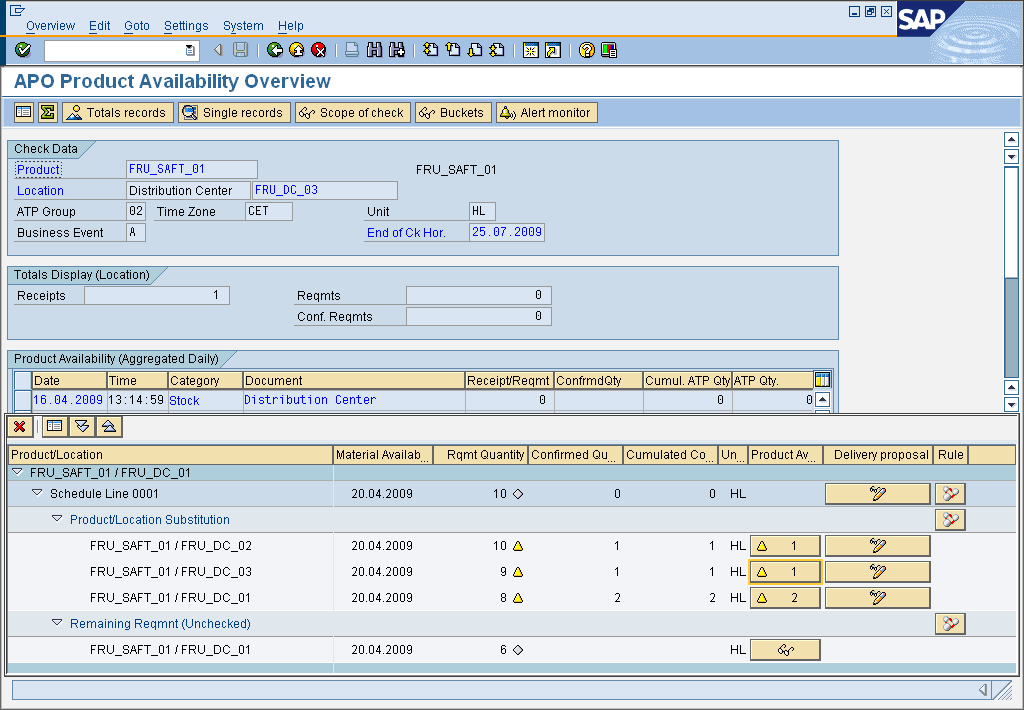 Overview Edit Goto Settings System Help
SAP
APO Product Availability Overview
Totals records Single records Scope of check Buckets Alert monitor
Check Data
Product FRU_SAFT_01 FRU_SAFT_01
Location Distribution Center FRU_DC_03
ATP Group 02 Time Zone CET Unit HL
Business Event A End of Ck Hor. 25.07.2009
Totals Display (Location)
Receipts 1 Reqmts 0
Conf. Reqmts 0
Product Availability (Aggregated Daily)
Date Time Category Document Receipt/Reqmt ConfrmdQty Cumul. ATP Qty ATP Qty.
16.04.2009 13:14:59 Stock Distribution Center 0 0 0
Product/Location Material Availab... Rqmt Quantity Confirmed Qu... Cumulated Co... Un... Product Av... Delivery proposal Rule
FRU_SAFT_01 / FRU_DC_01
Schedule Line 0001 20.04.2009 10 0 0 HL
Product/Location Substitution
FRU_SAFT_01 / FRU_DC_02 20.04.2009 10 1 1 HL 1
FRU_SAFT_01 / FRU_DC_03 20.04.2009 9 1 1 HL 1
FRU_SAFT_01 / FRU_DC_01 20.04.2009 8 2 2 HL 2
Remaining Reqmnt (Unchecked)
FRU_SAFT_01 / FRU_DC_01 20.04.2009 6 HL